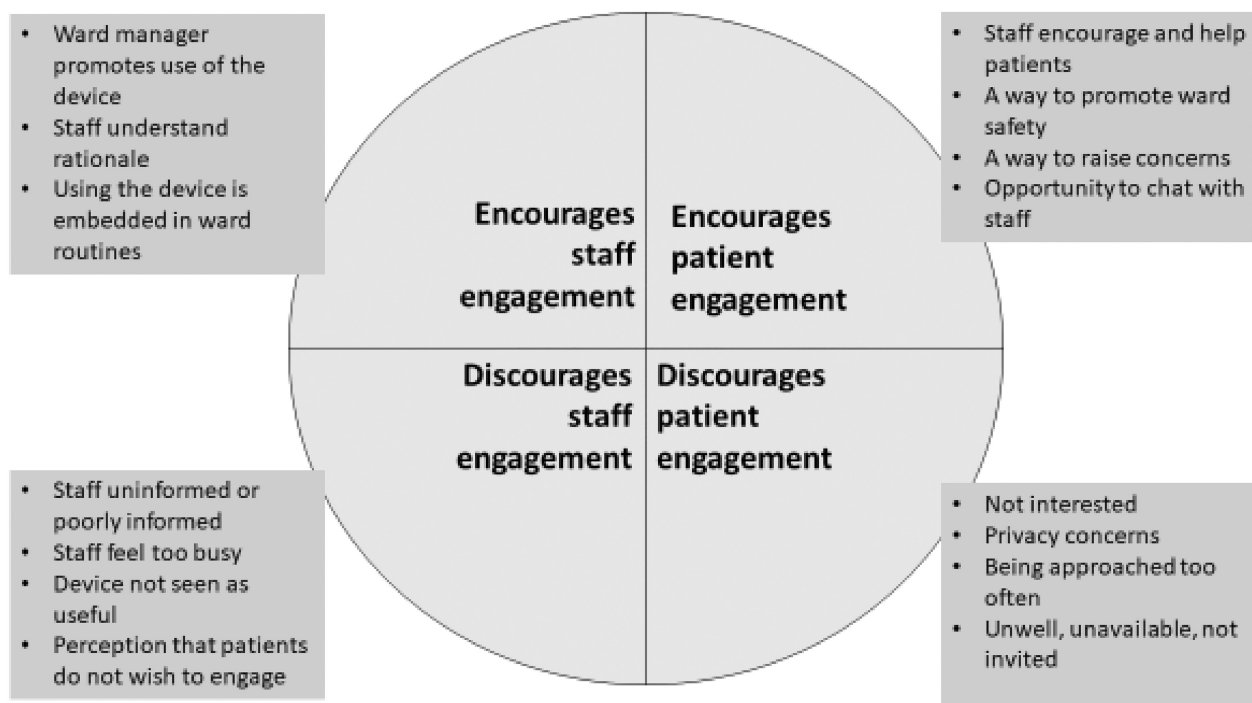 • Ward manager
promotes use of the
device
• Staff understand
rationale
• Using the device is
embedded in ward
routines
• Staff encourage and help
patients
• A way to promote ward
safety
• A way to raise concerns
• Opportunity to chat with
staff
Encourages
staff
engagement
Encourages
patient
engagement
Discourages
staff
engagement
Discourages
patient
engagement
• Staff uninformed or
poorly informed
• Staff feel too busy
• Device not seen as
useful
• Perception that patients
do not wish to engage
• Not interested
• Privacy concerns
• Being approached too
often
• Unwell, unavailable, not
invited